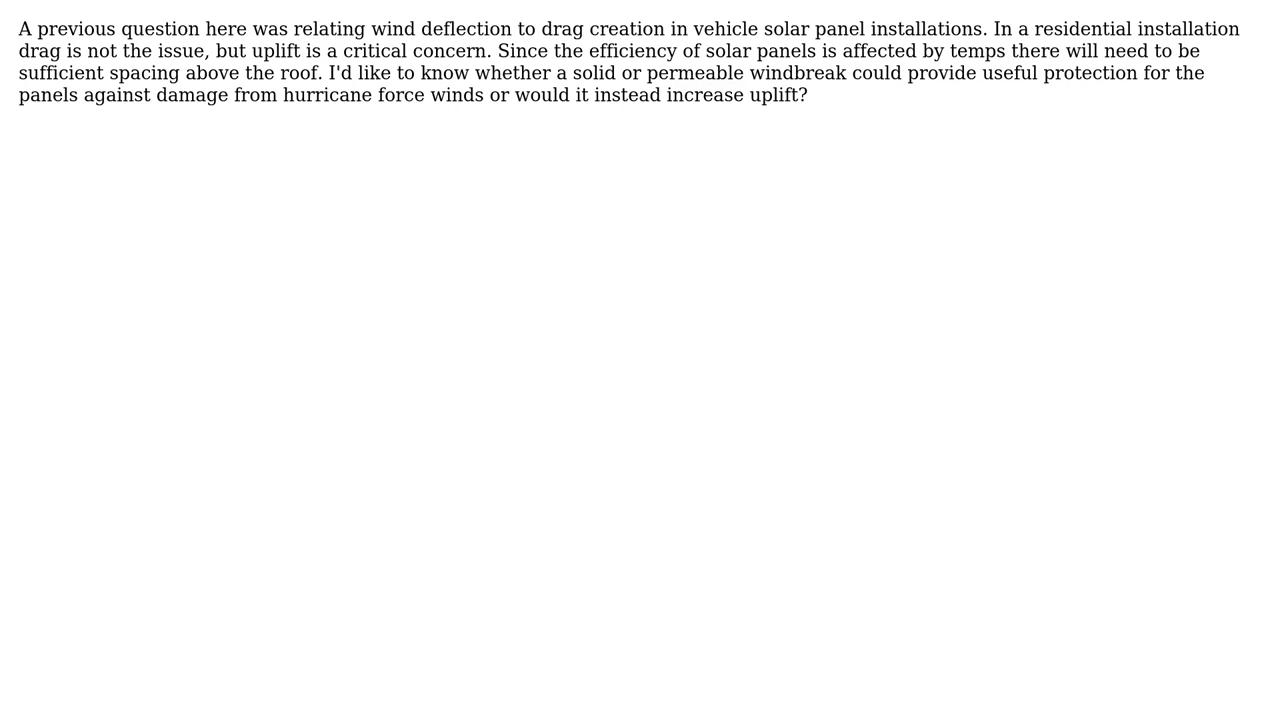 A previous question here was relating wind deflection to drag creation in vehicle solar panel installations. In a residential installation
drag is not the issue, but uplift is a critical concern. Since the efficiency of solar panels is affected by temps there will need to be
sufficient spacing above the roof. I'd like to know whether a solid or permeable windbreak could provide useful protection for the
panels against damage from hurricane force winds or would it instead increase uplift?